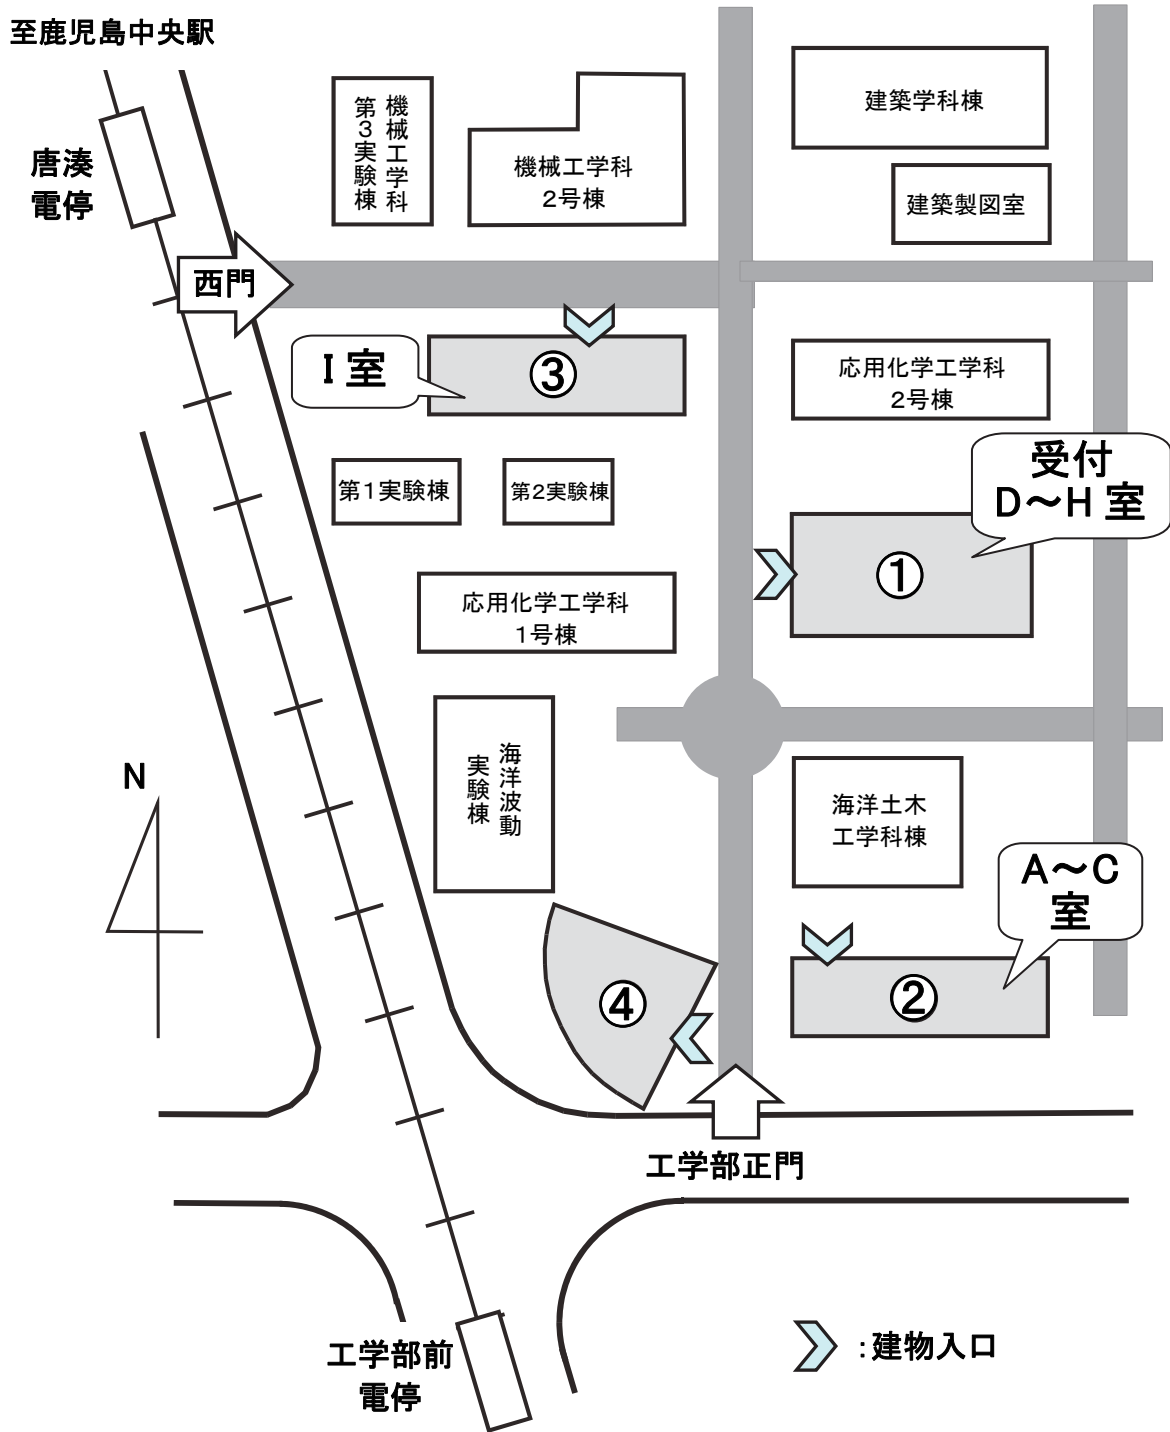 至鹿児島中央駅
唐湊
電停
機械工学科
第3実験棟
機械工学科
2号棟
建築学科棟
建築製図室
西門
I 室
③
応用化学工学科
2号棟
受付
D～H 室
第1実験棟
第2実験棟
①
応用化学工学科
1号棟
海洋波動
実験棟
N
海洋土木
工学科棟
A～C
室
④
②
工学部正門
工学部前
電停
:建物入口